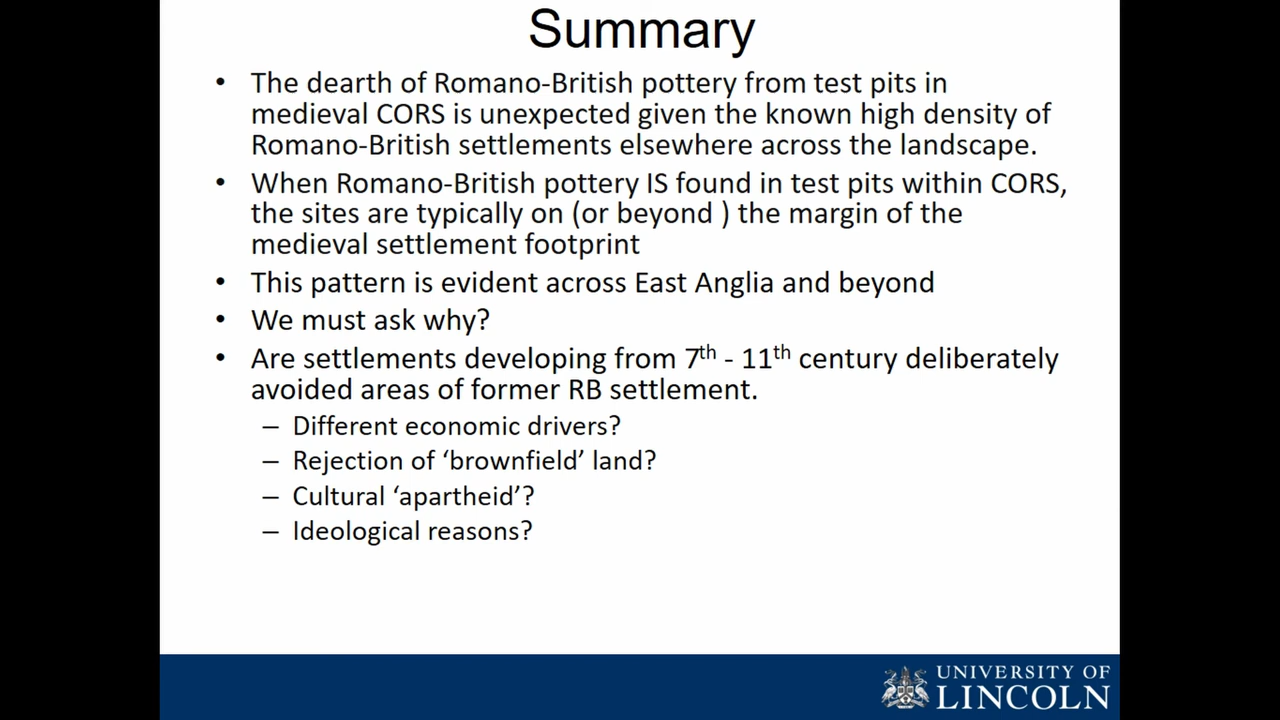 Summary
• The dearth of Romano-British pottery from test pits in
medieval CORS is unexpected given the known high density of
Romano-British settlements elsewhere across the landscape.
• When Romano-British pottery IS found in test pits within CORS,
the sites are typically on (or beyond ) the margin of the
medieval settlement footprint
• This pattern is evident across East Anglia and beyond
• We must ask why?
• Are settlements developing from 7th - 11th century deliberately
avoided areas of former RB settlement.
– Different economic drivers?
– Rejection of ‘brownfield’ land?
– Cultural ‘apartheid’?
– Ideological reasons?
UNIVERSITY OF
LINCOLN